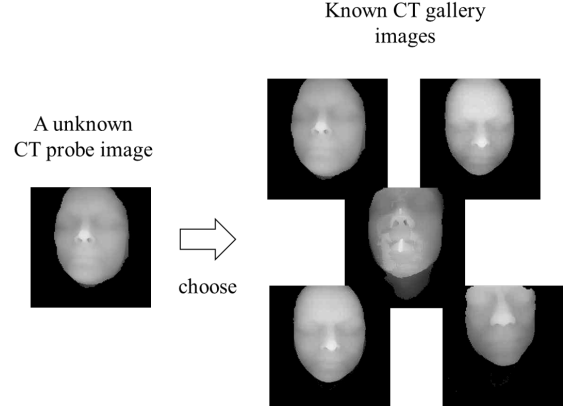 Known CT gallery
images
A unknown
CT probe image
choose